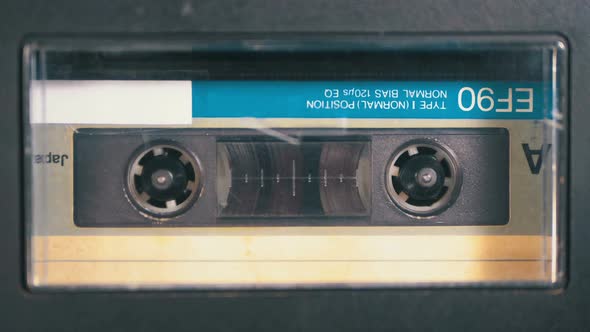 A
EF90
TYPE I (NORMAL) POSITION
NORMAL BIAS 120µs EQ